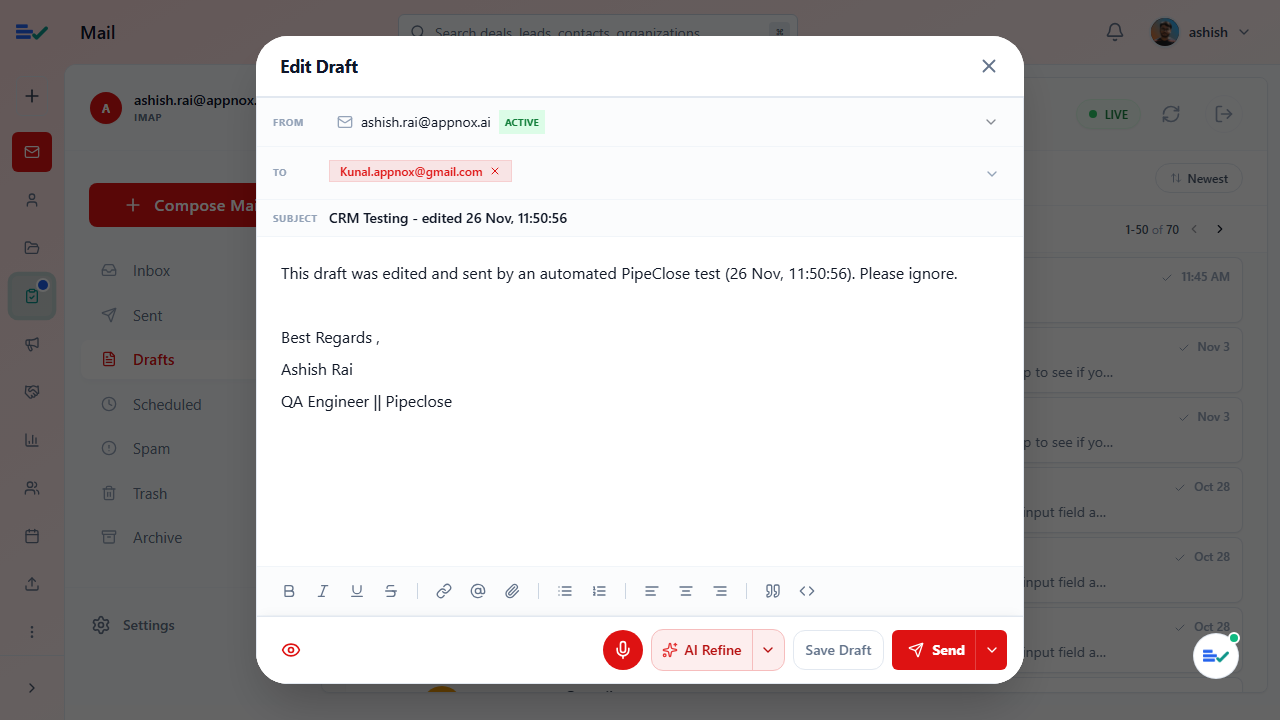 Mail
Search deals, leads, contacts, organizations
ashish
Edit Draft
A
ashish.rai@appnox.
IMAP
FROM
ashish.rai@appnox.ai
ACTIVE
LIVE
TO
Kunal.appnox@gmail.com
Newest
Compose Mai
SUBJECT
CRM Testing - edited 26 Nov, 11:50:56
1-50 of 70
Inbox
This draft was edited and sent by an automated PipeClose test (26 Nov, 11:50:56). Please ignore.
11:45 AM
Sent
Best Regards ,
Nov 3
Drafts
Ashish Rai
p to see if yo...
Scheduled
QA Engineer || Pipeclose
Nov 3
Spam
p to see if yo...
Trash
Oct 28
input field a...
Archive
Oct 28
input field a...
Settings
Oct 28
input field a...
AI Refine
Save Draft
Send